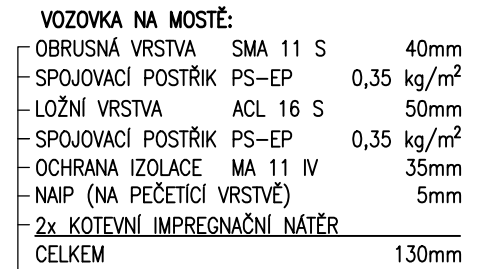 VOZOVKA NA MOSTĚ:
OBRUSNÁ VRSTVA SMA 11 S 40mm
SPOJOVACÍ POSTŘIK PS-EP 0,35 kg/m²
LOŽNÍ VRSTVA ACL 16 S 50mm
SPOJOVACÍ POSTŘIK PS-EP 0,35 kg/m²
OCHRANA IZOLACE MA 11 IV 35mm
NAIP (NA PEČETÍCÍ VRSTVĚ) 5mm
2x KOTEVNÍ IMPREGNAČNÍ NÁTĚR
CELKEM 130mm